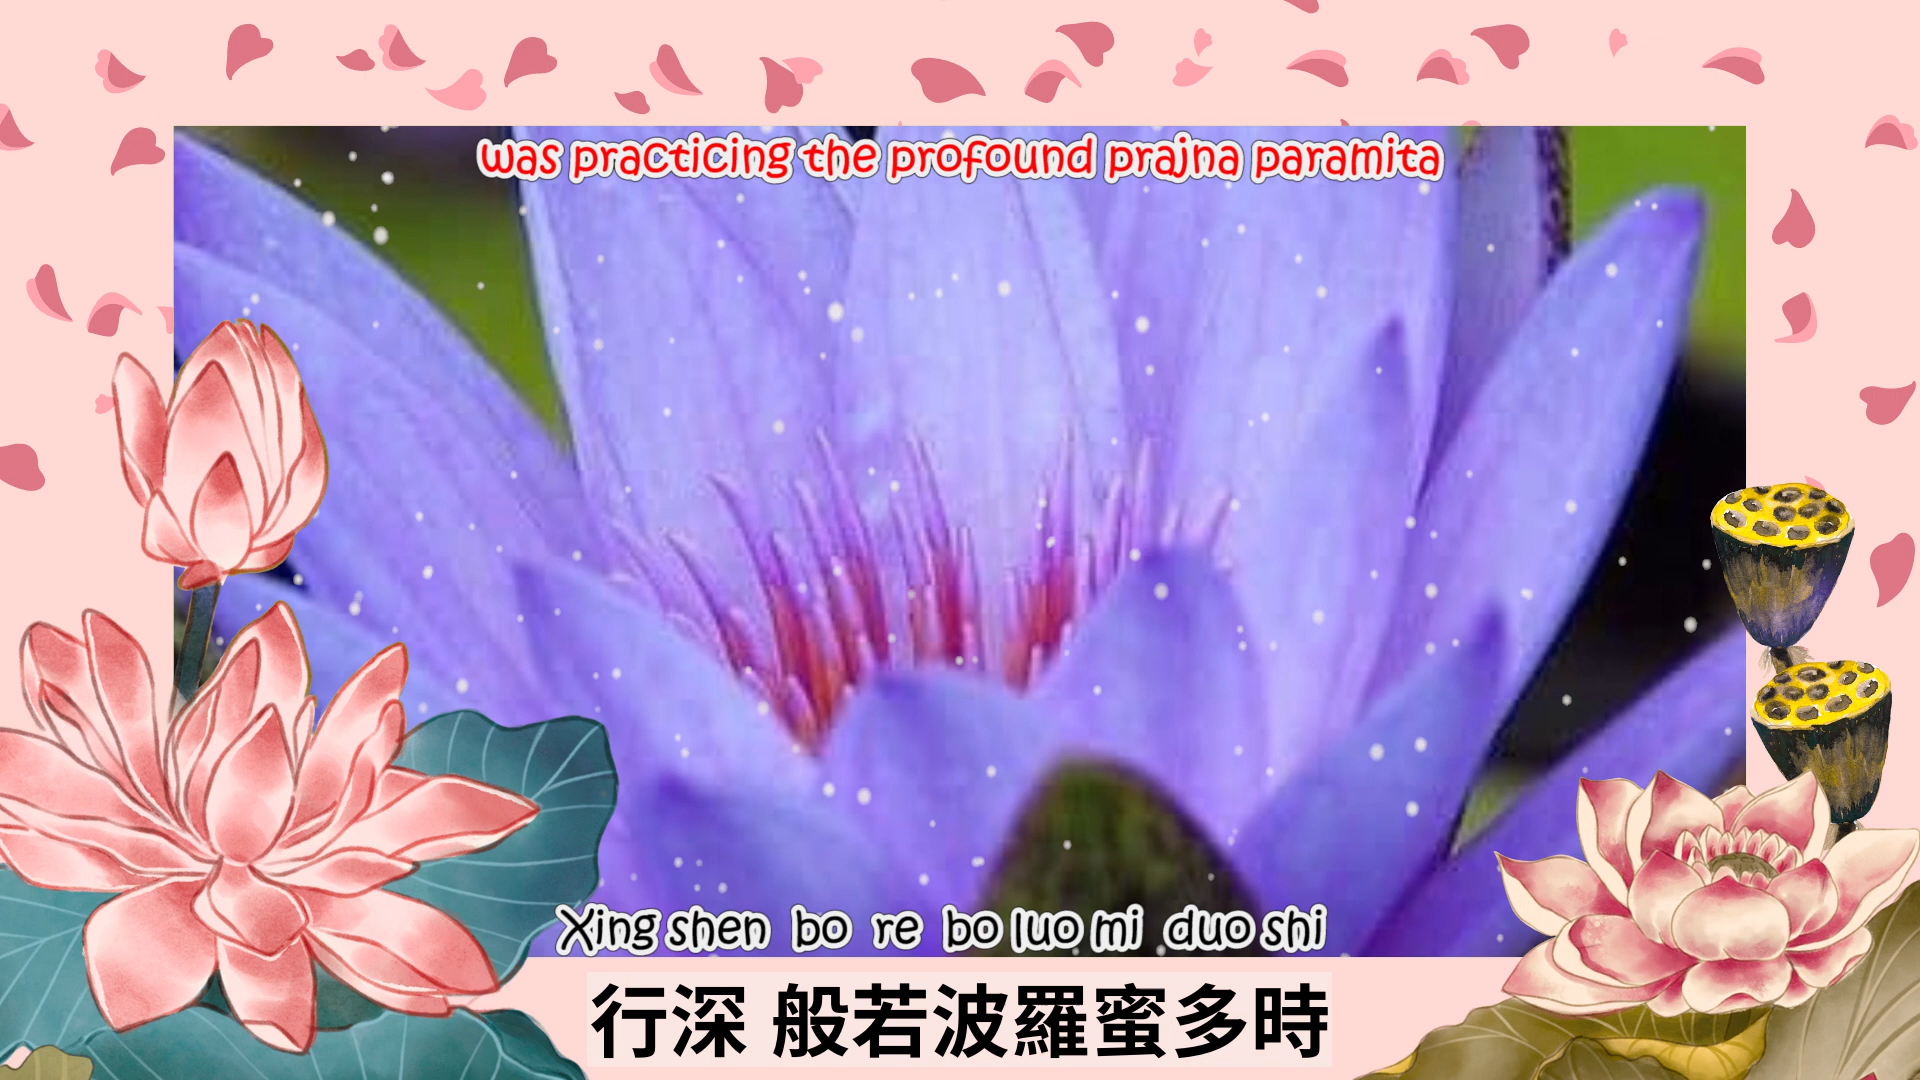 was practicing the profound prajna paramita
Xing shen bo re bo luo mi duo shi
行深 般若波羅蜜多時